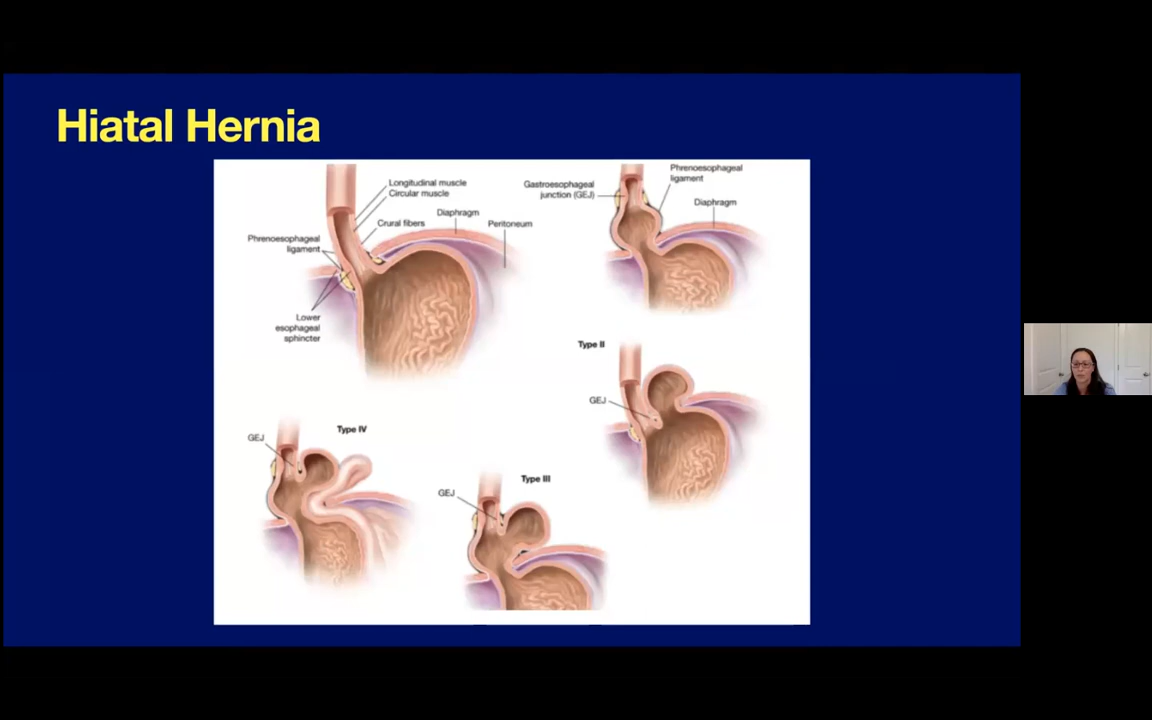 Hiatal Hernia
Longitudinal muscle
Circular muscle
Crural fibers
Diaphragm
Peritoneum
Phrenoesophageal
ligament
Lower
esophageal
sphincter
Phrenoesophageal
ligament
Gastroesophageal
junction (GEJ)
Diaphragm
Type II
GEJ
Type IV
GEJ
Type III
GEJ